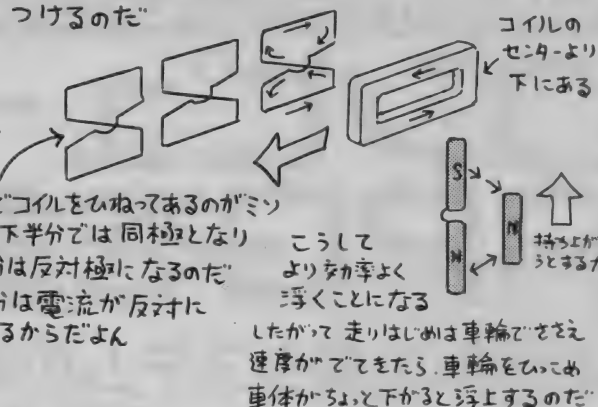 つけるのだ
コイルの
センターより
下にある
でコイルをひねってあるのがミソ
下半分では同極となり
分は反対極になるのだ
分は電流が反対に
るからだよん
こうして
より効率よく
浮くことになる
S
N
持ち上が
うとする力
したがって 走りはじめは車輪でささえ
速度がでてきたら、車輪をひっこめ
車体がちょっと下がると浮上するのだ